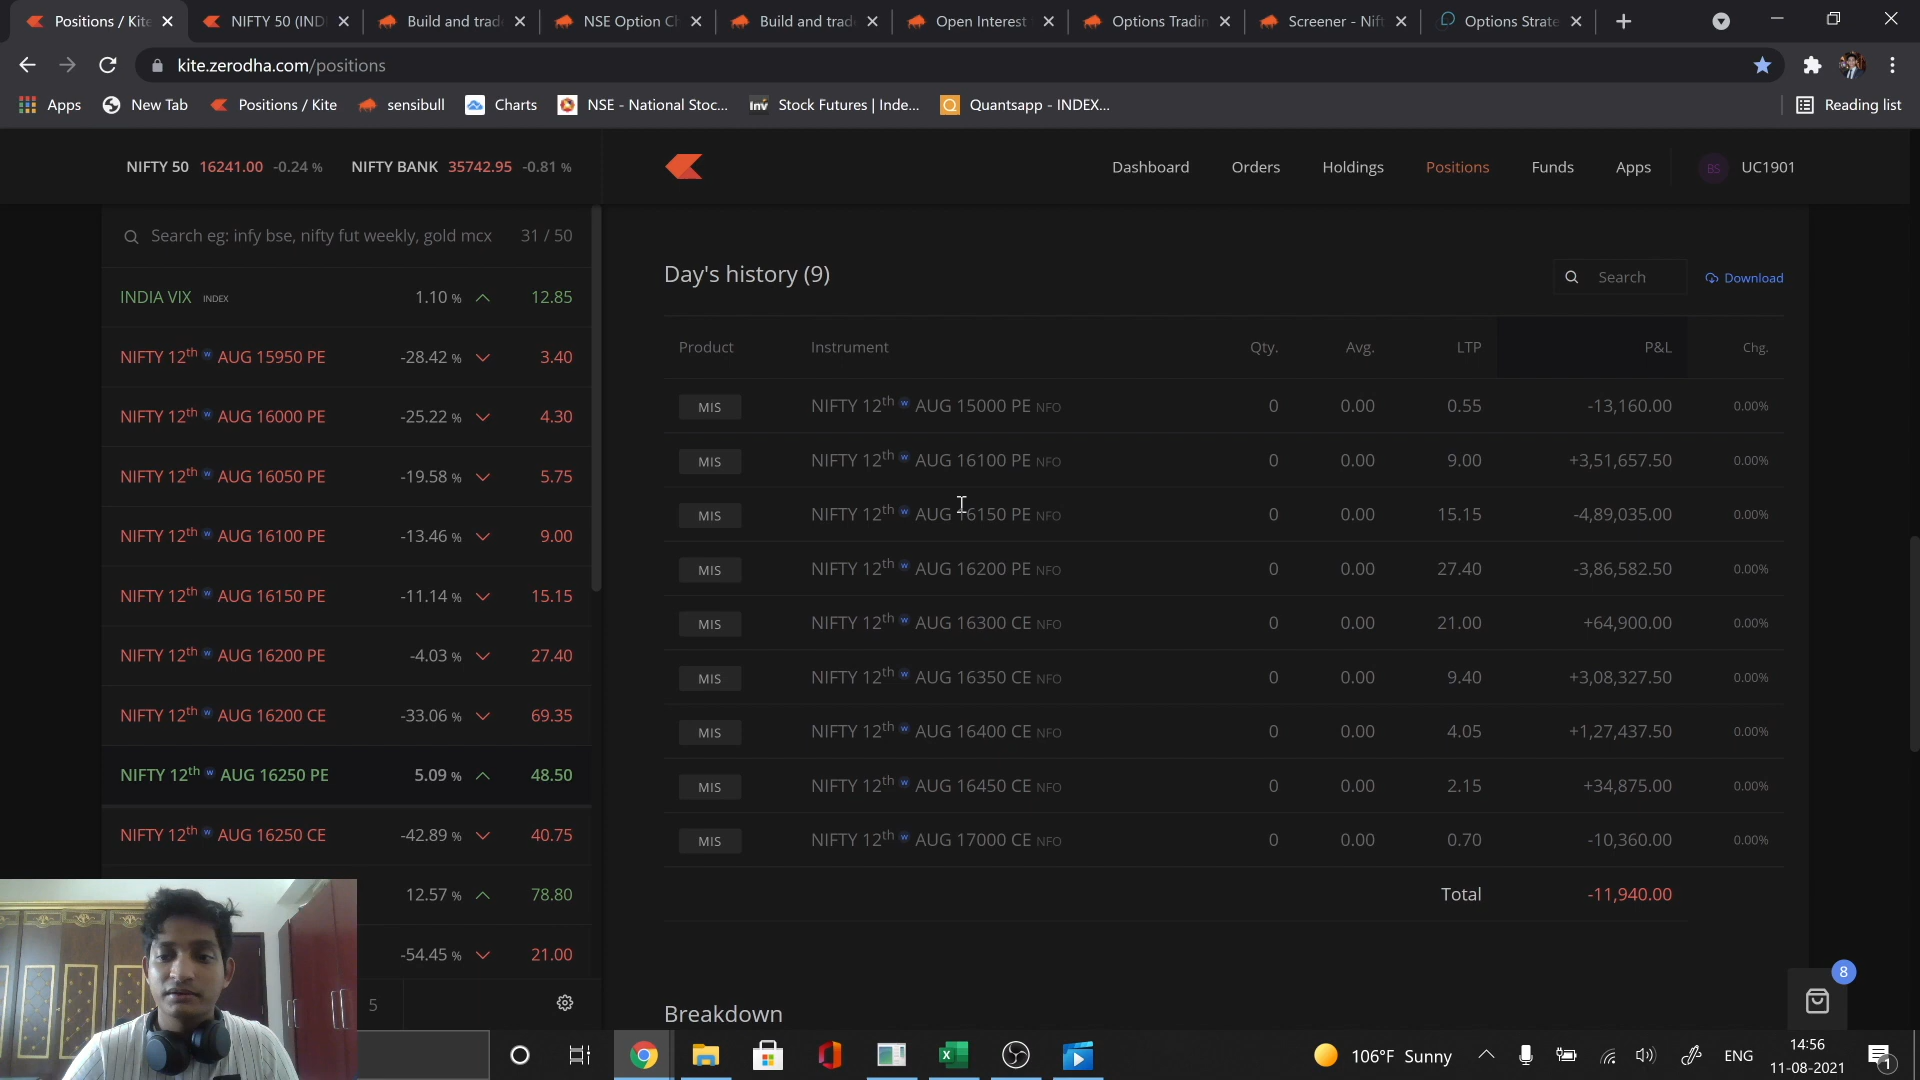 Positions / Kite
NIFTY 50 (IND
Build and trad
NSE Option Ch
Build and trad
Open Interest
Options Tradin
Screener - Nift
Options Strate
kite.zerodha.com/positions
Apps
New Tab
Positions / Kite
sensibull
Charts
NSE - National Stoc...
Inv Stock Futures | Inde...
Q Quantsapp - INDEX...
Reading list
NIFTY 50 16241.00 -0.24 % NIFTY BANK 35742.95 -0.81 %
Dashboard Orders Holdings Positions Funds Apps BS UC1901
Search eg: infy bse, nifty fut weekly, gold mcx 31 / 50
INDIA VIX INDEX 1.10 % 12.85
NIFTY 12th w AUG 15950 PE -28.42 % 3.40
NIFTY 12th w AUG 16000 PE -25.22 % 4.30
NIFTY 12th w AUG 16050 PE -19.58 % 5.75
NIFTY 12th w AUG 16100 PE -13.46 % 9.00
NIFTY 12th w AUG 16150 PE -11.14 % 15.15
NIFTY 12th w AUG 16200 PE -4.03 % 27.40
NIFTY 12th w AUG 16200 CE -33.06 % 69.35
NIFTY 12th w AUG 16250 PE 5.09 % 48.50
NIFTY 12th w AUG 16250 CE -42.89 % 40.75
12.57 % 78.80
-54.45 % 21.00
5
Day's history (9)
Search Download
Product Instrument Qty. Avg. LTP P&L Chg.
MIS NIFTY 12th w AUG 15000 PE NFO 0 0.00 0.55 -13,160.00 0.00%
MIS NIFTY 12th w AUG 16100 PE NFO 0 0.00 9.00 +3,51,657.50 0.00%
MIS NIFTY 12th w AUG 16150 PE NFO 0 0.00 15.15 -4,89,035.00 0.00%
MIS NIFTY 12th w AUG 16200 PE NFO 0 0.00 27.40 -3,86,582.50 0.00%
MIS NIFTY 12th w AUG 16300 CE NFO 0 0.00 21.00 +64,900.00 0.00%
MIS NIFTY 12th w AUG 16350 CE NFO 0 0.00 9.40 +3,08,327.50 0.00%
MIS NIFTY 12th w AUG 16400 CE NFO 0 0.00 4.05 +1,27,437.50 0.00%
MIS NIFTY 12th w AUG 16450 CE NFO 0 0.00 2.15 +34,875.00 0.00%
MIS NIFTY 12th w AUG 17000 CE NFO 0 0.00 0.70 -10,360.00 0.00%
Total -11,940.00
Breakdown
8
106°F Sunny
ENG
14:56
11-08-2021
1